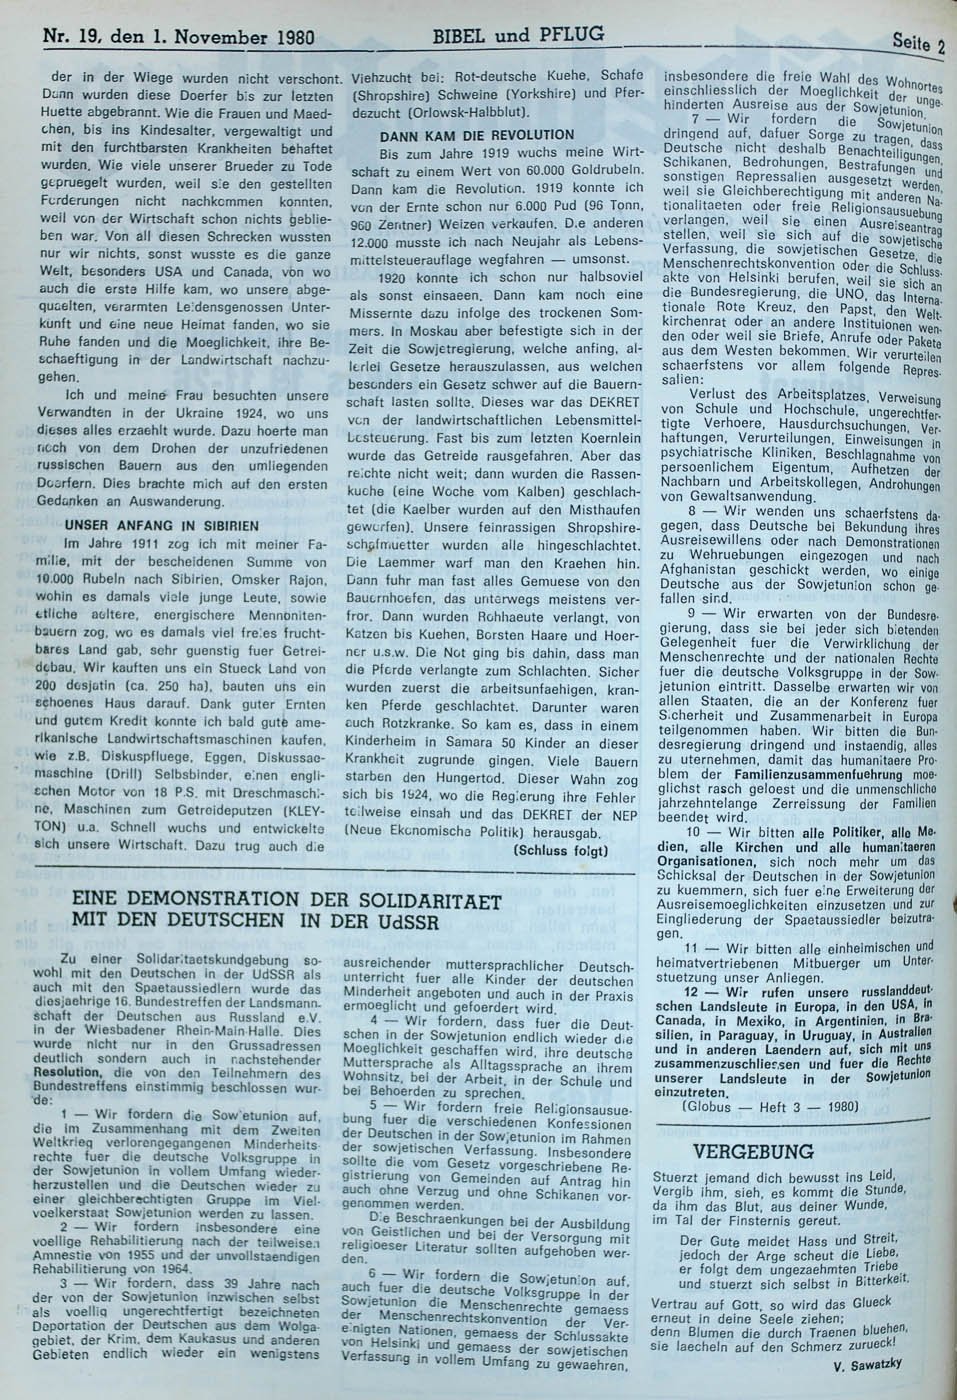 Nr. 19, den 1. November 1980
BIBEL und PFLUG
Seite 2
der in der Wiege wurden nicht verschont.
Dann wurden diese Doerfer bis zur letzten
Huette abgebrannt. Wie die Frauen und Maed-
chen, bis ins Kindesalter, vergewaltigt und
mit den furchtbarsten Krankheiten behaftet
wurden. Wie viele unserer Brueder zu Tode
gepruegelt wurden, weil sie den gestellten
Forderungen nicht nachkommen konnten,
weil von der Wirtschaft schon nichts geblie-
ben war. Von all diesen Schrecken wussten
nur wir nichts, sonst wusste es die ganze
Welt, besonders USA und Canada, von wo
auch die erste Hilfe kam, wo unsere abge-
quaelten, verarmten Leidensgenossen Unter-
kunft und eine neue Heimat fanden, wo sie
Ruhe fanden und die Moeglichkeit, ihre Be-
schaeftigung in der Landwirtschaft nachzu-
gehen.
Ich und meine Frau besuchten unsere
Verwandten in der Ukraine 1924, wo uns
dieses alles erzaehlt wurde. Dazu hoerte man
noch von dem Drohen der unzufriedenen
russischen Bauern aus den umliegenden
Doerfern. Dies brachte mich auf den ersten
Gedanken an Auswanderung.
UNSER ANFANG IN SIBIRIEN
Im Jahre 1911 zog ich mit meiner Fa-
milie, mit der bescheidenen Summe von
10.000 Rubeln nach Sibirien, Omsker Rajon,
wohin es damals viele junge Leute, sowie
etliche aeltere, energischere Mennoniten-
bauern zog, wo es damals viel freies frucht-
bares Land gab, sehr guenstig fuer Getrei-
debau. Wir kauften uns ein Stueck Land von
200 desjatin (ca. 250 ha), bauten uns ein
schoenes Haus darauf. Dank guter Ernten
und gutem Kredit konnte ich bald gute ame-
rikanische Landwirtschaftsmaschinen kaufen,
wie z.B. Diskuspfluege, Eggen, Diskussae-
maschine (Drill) Selbsbinder, einen engli-
schen Motor von 18 P.S. mit Dreschmaschi-
ne, Maschinen zum Getreideputzen (KLEY-
TON) u.a. Schnell wuchs und entwickelte
sich unsere Wirtschaft. Dazu trug auch die
Viehzucht bei: Rot-deutsche Kuehe, Schafe
(Shropshire) Schweine (Yorkshire) und Pfer-
dezucht (Orlowsk-Halbblut).
DANN KAM DIE REVOLUTION
Bis zum Jahre 1919 wuchs meine Wirt-
schaft zu einem Wert von 60.000 Goldrubeln.
Dann kam die Revolution. 1919 konnte ich
von der Ernte schon nur 6.000 Pud (96 Tonn,
960 Zentner) Weizen verkaufen. Die anderen
12.000 musste ich nach Neujahr als Lebens-
mittelsteuerauflage wegfahren — umsonst.
1920 konnte ich schon nur halbsoviel
als sonst einsaeen. Dann kam noch eine
Missernte dazu infolge des trockenen Som-
mers. In Moskau aber befestigte sich in der
Zeit die Sowjetregierung, welche anfing, al-
lerlei Gesetze herauszulassen, aus welchen
besonders ein Gesetz schwer auf die Bauern-
schaft lasten sollte. Dieses war das DEKRET
von der landwirtschaftlichen Lebensmittel-
besteuerung. Fast bis zum letzten Koernlein
wurde das Getreide rausgefahren. Aber das
reichte nicht weit; dann wurden die Rassen-
kuche (eine Woche vom Kalben) geschlach-
tet (die Kaelber wurden auf den Misthaufen
geworfen). Unsere feinrassigen Shropshire-
schafmuetter wurden alle hingeschlachtet.
Die Laemmer warf man den Kraehen hin.
Dann fuhr man fast alles Gemuese von den
Bauernhoefen, das unterwegs meistens ver-
fror. Dann wurden Rohhaeute verlangt, von
Katzen bis Kuehen, Borsten Haare und Hoer-
ner u.s.w. Die Not ging bis dahin, dass man
die Pferde verlangte zum Schlachten. Sicher
wurden zuerst die arbeitsunfaehigen, kran-
ken Pferde geschlachtet. Darunter waren
auch Rotzkranke. So kam es, dass in einem
Kinderheim in Samara 50 Kinder an dieser
Krankheit zugrunde gingen. Viele Bauern
starben den Hungertod. Dieser Wahn zog
sich bis 1924, wo die Regierung ihre Fehler
teilweise einsah und das DEKRET der NEP
(Neue Ekonomische Politik) herausgab.
(Schluss folgt)
EINE DEMONSTRATION DER SOLIDARITAET
MIT DEN DEUTSCHEN IN DER UdSSR
Zu einer Solidaritaetskundgebung so-
wohl mit den Deutschen in der UdSSR als
auch mit den Spaetaussiedlern wurde das
diesjaehrige 16. Bundestreffen der Landsmann-
schaft der Deutschen aus Russland e.V.
in der Wiesbadener Rhein-Main-Halle. Dies
wurde nicht nur in den Grussadressen
deutlich sondern auch in nachstehender
Resolution, die von den Teilnehmern des
Bundestreffens einstimmig beschlossen wur-
de:
1 — Wir fordern die Sowjetunion auf,
die im Zusammenhang mit dem Zweiten
Weltkrieg verlorengegangenen Minderheits-
rechte fuer die deutsche Volksgruppe in
der Sowjetunion in vollem Umfang wieder-
herzustellen und die Deutschen wieder zu
einer gleichberechtigten Gruppe im Viel-
voelkerstaat Sowjetunion werden zu lassen.
2 — Wir fordern insbesondere eine
voellige Rehabilitierung nach der teilweisen
Amnestie von 1955 und der unvollstaendigen
Rehabilitierung von 1964.
3 — Wir fordern, dass 39 Jahre nach
der von der Sowjetunion inzwischen selbst
als voellig ungerechtfertigt bezeichneten
Deportation der Deutschen aus dem Wolga-
gebiet, der Krim, dem Kaukasus und anderen
Gebieten endlich wieder ein wenigstens
ausreichender muttersprachlicher Deutsch-
unterricht fuer alle Kinder der deutschen
Minderheit angeboten und auch in der Praxis
ermoeglicht und gefoerdert wird.
4 — Wir fordern, dass fuer die Deut-
schen in der Sowjetunion endlich wieder die
Moeglichkeit geschaffen wird, ihre deutsche
Muttersprache als Alltagssprache an ihrem
Wohnsitz, bei der Arbeit, in der Schule und
bei Behoerden zu sprechen.
5 — Wir fordern freie Religionsausue-
bung fuer die verschiedenen Konfessionen
der Deutschen in der Sowjetunion im Rahmen
der sowjetischen Verfassung. Insbesondere
sollte die vom Gesetz vorgeschriebene Re-
gistrierung von Gemeinden auf Antrag hin
auch ohne Verzug und ohne Schikanen vor-
genommen werden.
Die Beschraenkungen bei der Ausbildung
von Geistlichen und bei der Versorgung mit
religioeser Literatur sollten aufgehoben wer-
den.
6 — Wir fordern die Sowjetunion auf,
auch fuer die deutsche Volksgruppe in der
Sowjetunion die Menschenrechte gemaess
der Menschenrechtskonvention der Ver-
einigten Nationen, gemaess der Schlussakte
von Helsinki und gemaess der sowjetischen
Verfassung in vollem Umfang zu gewaehren,
insbesondere die freie Wahl des Wohnortes
einschliesslich der Moeglichkeit der unge-
hinderten Ausreise aus der Sowjetunion.
7 — Wir fordern die Sowjetunion
dringend auf, dafuer Sorge zu tragen, dass
Deutsche nicht deshalb Benachteiligungen,
Schikanen, Bedrohungen, Bestrafungen und
sonstigen Repressalien ausgesetzt werden,
weil sie Gleichberechtigung mit anderen Na-
tionalitaeten oder freie Religionsausuebung
verlangen, weil sie einen Ausreiseantrag
stellen, weil sie sich auf die sowjetische
Verfassung, die sowjetischen Gesetze, die
Menschenrechtskonvention oder die Schluss-
akte von Helsinki berufen, weil sie sich an
die Bundesregierung, die UNO, das Interna-
tionale Rote Kreuz, den Papst, den Welt-
kirchenrat oder an andere Instituionen wen-
den oder weil sie Briefe, Anrufe oder Pakete
aus dem Westen bekommen. Wir verurteilen
schaerfstens vor allem folgende Repres-
salien:
Verlust des Arbeitsplatzes, Verweisung
von Schule und Hochschule, ungerechtfer-
tigte Verhoere, Hausdurchsuchungen, Ver-
haftungen, Verurteilungen, Einweisungen in
psychiatrische Kliniken, Beschlagnahme von
persoenlichem Eigentum, Aufhetzen der
Nachbarn und Arbeitskollegen, Androhungen
von Gewaltsanwendung.
8 — Wir wenden uns schaerfstens da-
gegen, dass Deutsche bei Bekundung ihres
Ausreisewillens oder nach Demonstrationen
zu Wehruebungen eingezogen und nach
Afghanistan geschickt werden, wo einige
Deutsche aus der Sowjetunion schon ge-
fallen sind.
9 — Wir erwarten von der Bundesre-
gierung, dass sie bei jeder sich bietenden
Gelegenheit fuer die Verwirklichung der
Menschenrechte und der nationalen Rechte
fuer die deutsche Volksgruppe in der Sow-
jetunion eintritt. Dasselbe erwarten wir von
allen Staaten, die an der Konferenz fuer
Sicherheit und Zusammenarbeit in Europa
teilgenommen haben. Wir bitten die Bun-
desregierung dringend und instaendig, alles
zu uternehmen, damit das humanitaere Pro-
blem der Familienzusammenfuehrung moe-
glichst rasch geloest und die unmenschliche
jahrzehntelange Zerreissung der Familien
beendet wird.
10 — Wir bitten alle Politiker, alle Me-
dien, alle Kirchen und alle humanitaeren
Organisationen, sich noch mehr um das
Schicksal der Deutschen in der Sowjetunion
zu kuemmern, sich fuer eine Erweiterung der
Ausreisemoeglichkeiten einzusetzen und zur
Eingliederung der Spaetaussiedler beizutra-
gen.
11 — Wir bitten alle einheimischen und
heimatvertriebenen Mitbuerger um Unter-
stuetzung unser Anliegen.
12 — Wir rufen unsere russlanddeut-
schen Landsleute in Europa, in den USA, in
Canada, in Mexiko, in Argentinien, in Bra-
silien, in Paraguay, in Uruguay, in Australien
und in anderen Laendern auf, sich mit uns
zusammenzuschliessen und fuer die Rechte
unserer Landsleute in der Sowjetunion
einzutreten.
(Globus — Heft 3 — 1980)
VERGEBUNG
Stuerzt jemand dich bewusst ins Leid,
Vergib ihm, sieh, es kommt die Stunde,
da ihm das Blut, aus deiner Wunde,
im Tal der Finsternis gereut.
Der Gute meidet Hass und Streit,
jedoch der Arge scheut die Liebe,
er folgt dem ungezaehmten Triebe
und stuerzt sich selbst in Bitterkeit.
Vertrau auf Gott, so wird das Glueck
erneut in deine Seele ziehen;
denn Blumen die durch Traenen bluehen,
sie laecheln auf den Schmerz zurueck!
V. Sawatzky